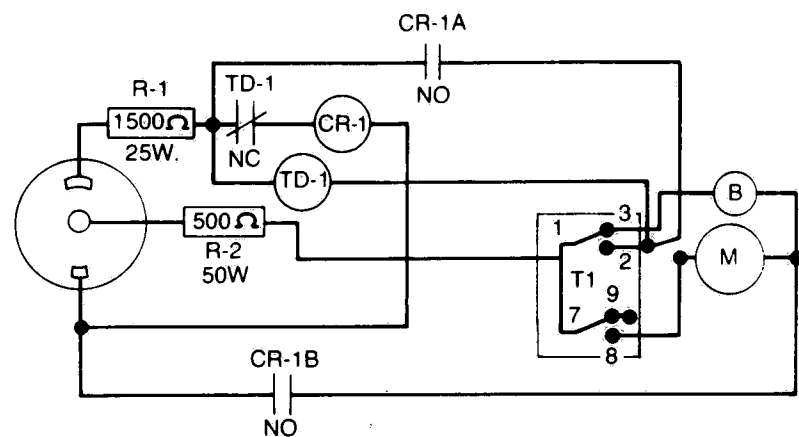 CR-1A
NO
R-1
1500Ω
25W.
TD-1
NC
CR-1
TD-1
500 Ω
R-2
50W
1
3
2
T1
7
9
8
B
M
CR-1B
NO